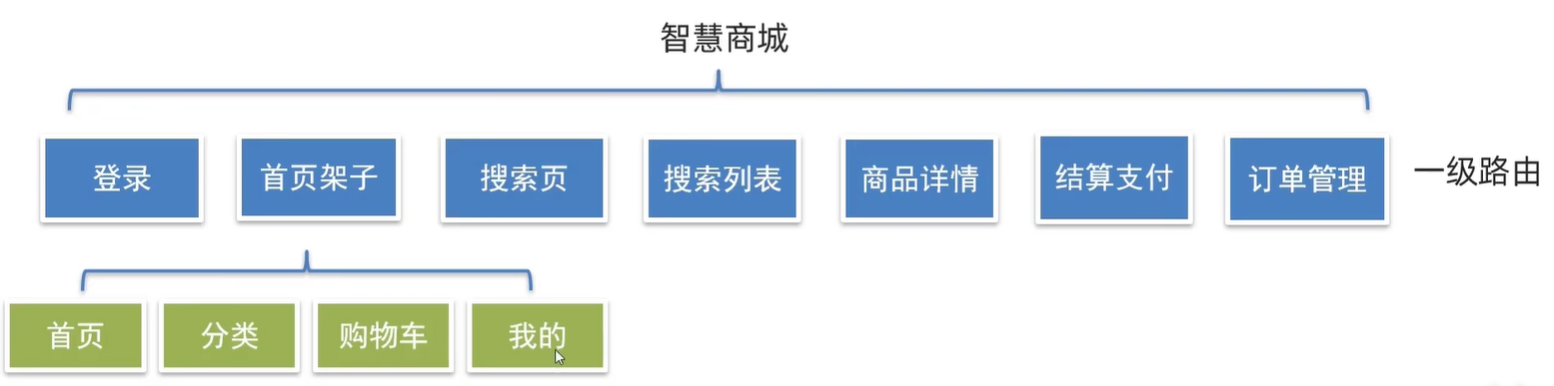 智慧商城
登录
首页架子
搜索页
搜索列表
商品详情
结算支付
订单管理
一级路由
首页
分类
购物车
我的